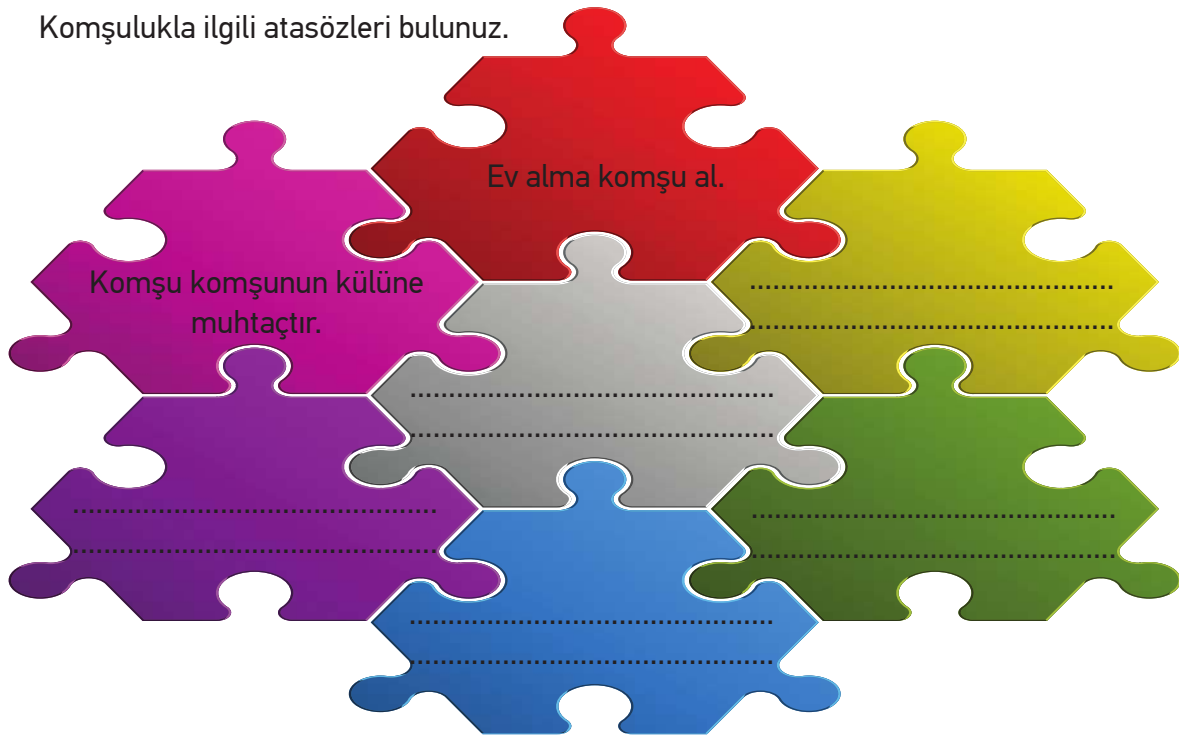 Komşulukla ilgili atasözleri bulunuz.
Ev alma komşu al.
Komşu komşunun külüne
muhtaçtır.